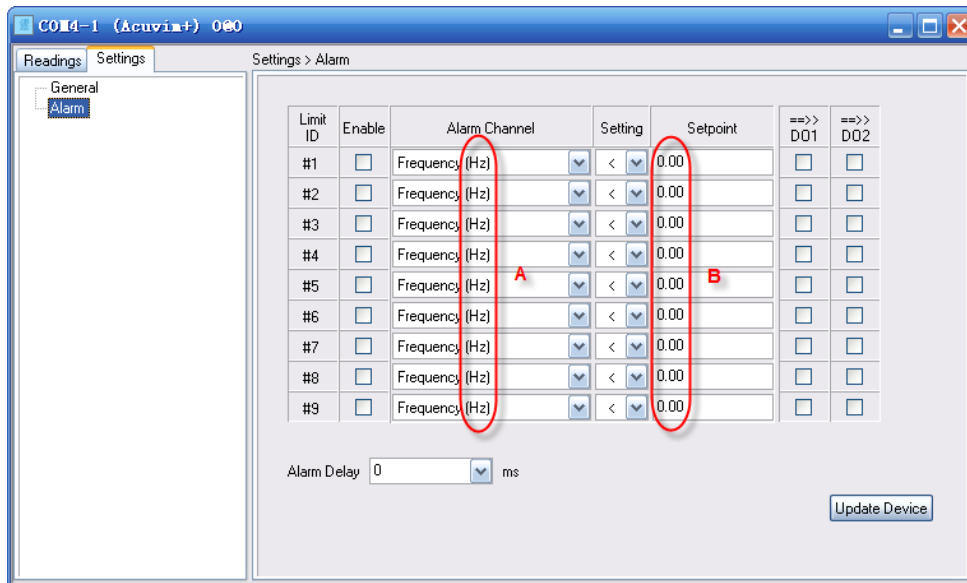 COM4-1 (Acuvim+) 0@0
Readings Settings Settings > Alarm
General
Alarm
Limit ID Enable Alarm Channel Setting Setpoint ==>> DO1 ==>> DO2
#1 Frequency (Hz) < 0.00
#2 Frequency (Hz) < 0.00
#3 Frequency (Hz) < 0.00
#4 Frequency (Hz) < 0.00
A B
#5 Frequency (Hz) < 0.00
#6 Frequency (Hz) < 0.00
#7 Frequency (Hz) < 0.00
#8 Frequency (Hz) < 0.00
#9 Frequency (Hz) < 0.00
Alarm Delay 0 ms
Update Device